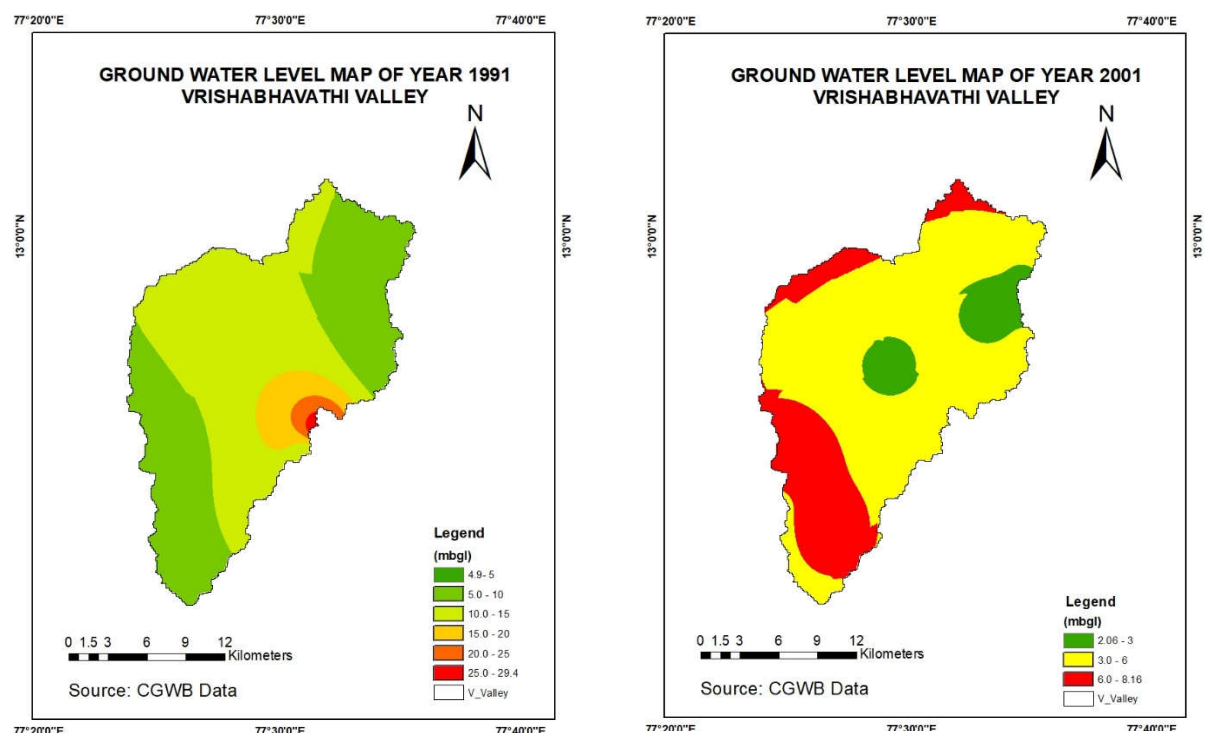 77°20'0"E 77°30'0"E 77°40'0"E
GROUND WATER LEVEL MAP OF YEAR 1991
VRISHABHAVATHI VALLEY
N
13°0'0"N
13°0'0"N
Legend
(mbgl)
4.9- 5
5.0 - 10
10.0 - 15
15.0 - 20
20.0 - 25
25.0 - 29.4
V_Valley
0 1.5 3 6 9 12
Kilometers
Source: CGWB Data
77°20'0"E 77°30'0"E 77°40'0"E
77°20'0"E 77°30'0"E 77°40'0"E
GROUND WATER LEVEL MAP OF YEAR 2001
VRISHABHAVATHI VALLEY
N
13°0'0"N
13°0'0"N
Legend
(mbgl)
2.06 - 3
3.0 - 6
6.0 - 8.16
V_Valley
0 1.5 3 6 9 12
Kilometers
Source: CGWB Data
77°20'0"E 77°30'0"E 77°40'0"E